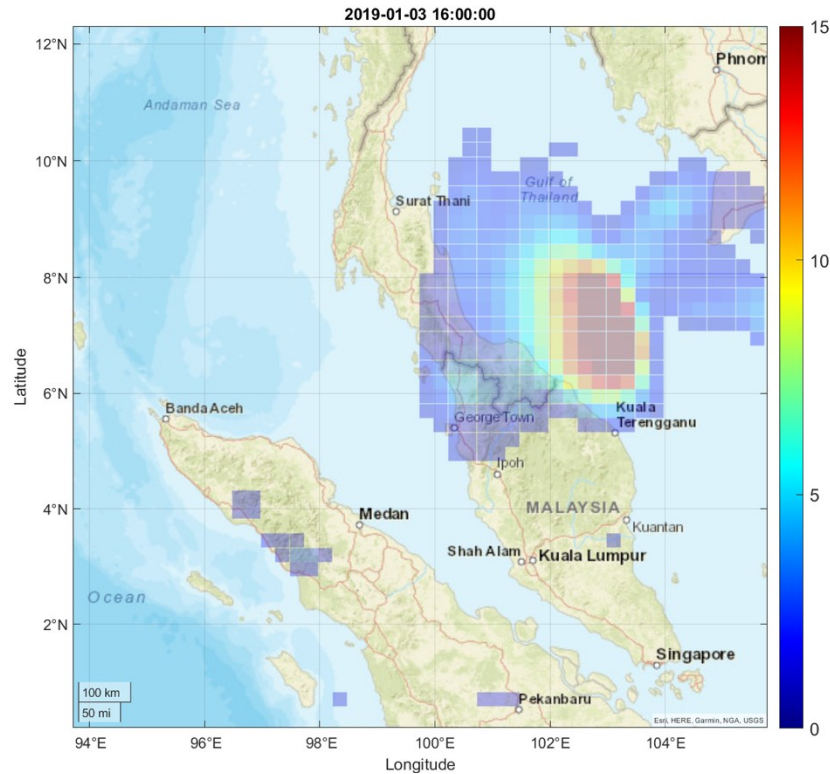 2019-01-03 16:00:00
12°N
10°N
8°N
6°N
4°N
2°N
Latitude
Andaman Sea
Phnom
Gulf of
Thailand
Surat Thani
Banda Aceh
George Town
Kuala
Terengganu
Ipoh
MALAYSIA
Medan
Kuantan
Shah Alam
Kuala Lumpur
Ocean
Singapore
Pekanbaru
100 km
50 mi
Esri, HERE, Garmin, NGA, USGS
94°E
96°E
98°E
100°E
102°E
104°E
Longitude
15
10
5
0